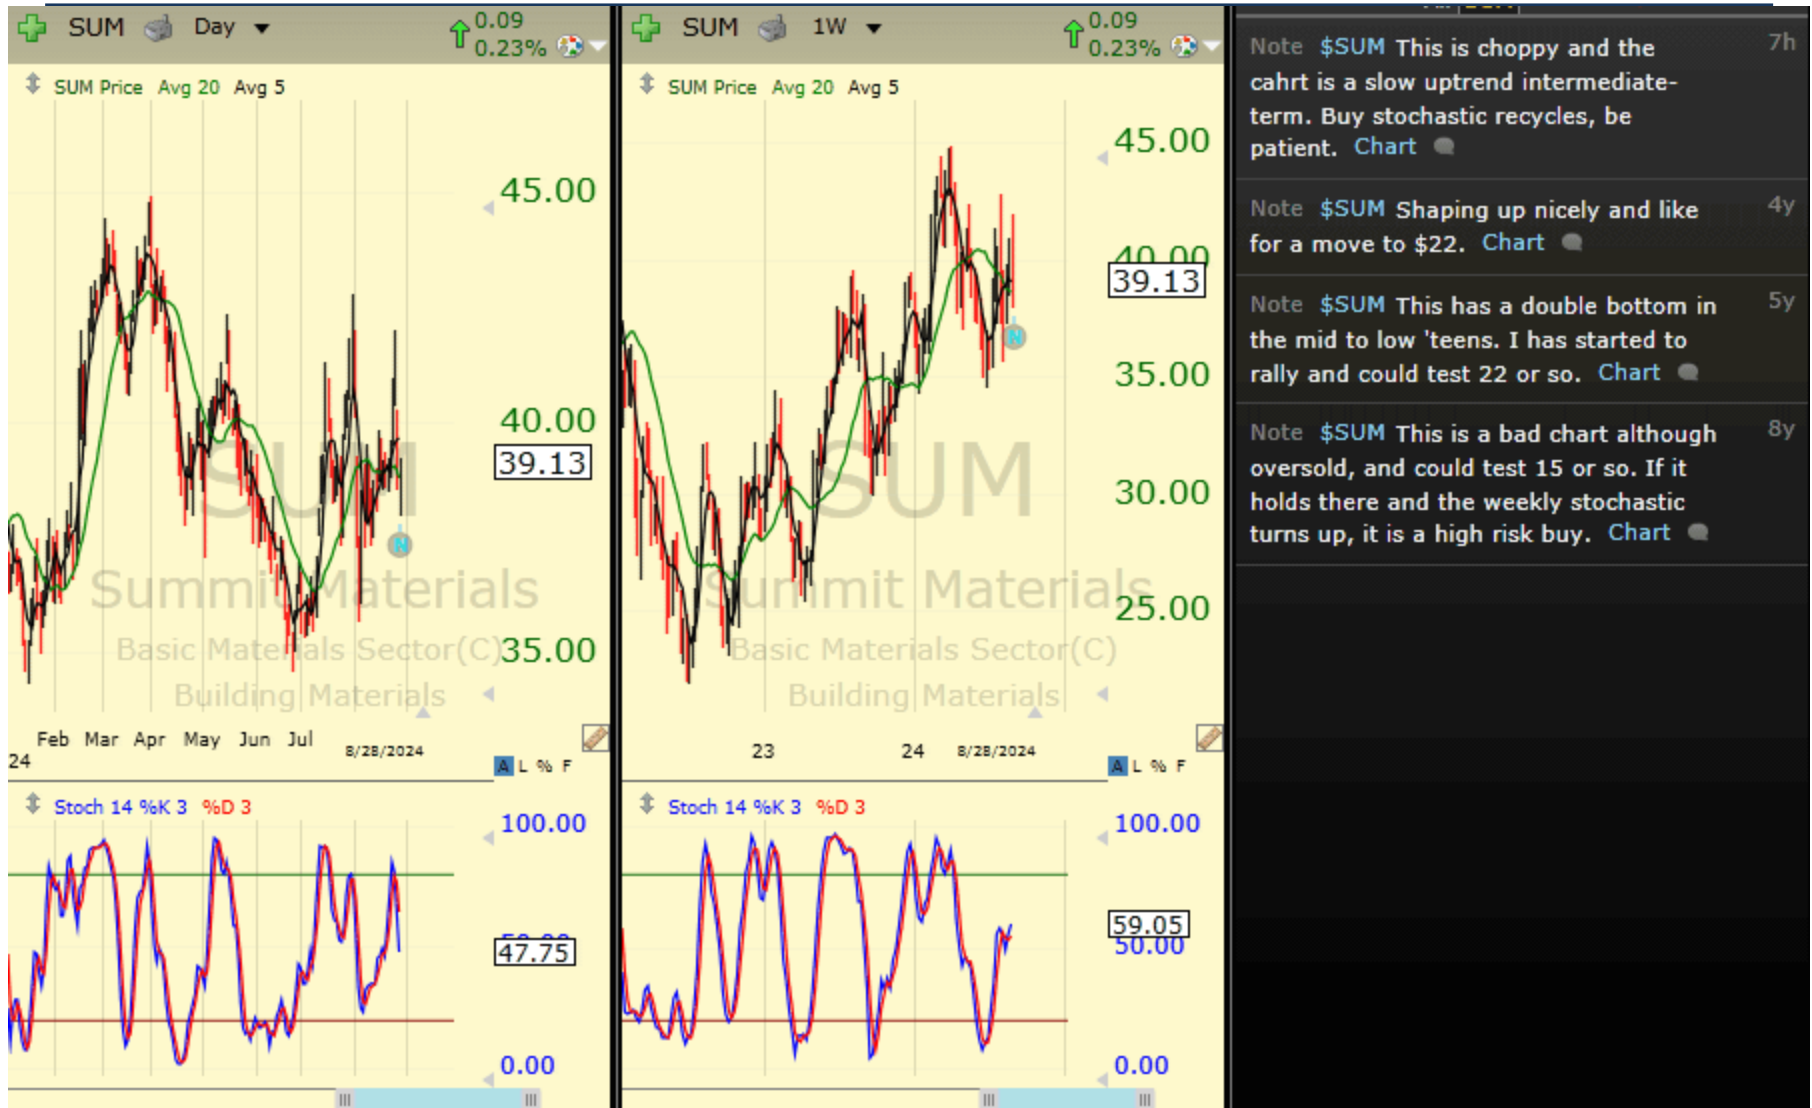 SUM Day 0.09
0.23%
SUM Price Avg 20 Avg 5
45.00
40.00
39.13
35.00
SUM
Summit Materials
Basic Materials Sector(C)
Building Materials
Feb Mar Apr May Jun Jul 8/28/2024
24
A L % F
Stoch 14 %K 3 %D 3
100.00
50.00
47.75
0.00
N
SUM 1W 0.09
0.23%
SUM Price Avg 20 Avg 5
45.00
40.00
39.13
35.00
30.00
25.00
SUM
Summit Materials
Basic Materials Sector(C)
Building Materials
23 24 8/28/2024
A L % F
Stoch 14 %K 3 %D 3
100.00
59.05
50.00
0.00
N
Note $SUM This is choppy and the 7h
cahrt is a slow uptrend intermediate-
term. Buy stochastic recycles, be
patient. Chart
Note $SUM Shaping up nicely and like 4y
for a move to $22. Chart
Note $SUM This has a double bottom in 5y
the mid to low 'teens. I has started to
rally and could test 22 or so. Chart
Note $SUM This is a bad chart although 8y
oversold, and could test 15 or so. If it
holds there and the weekly stochastic
turns up, it is a high risk buy. Chart